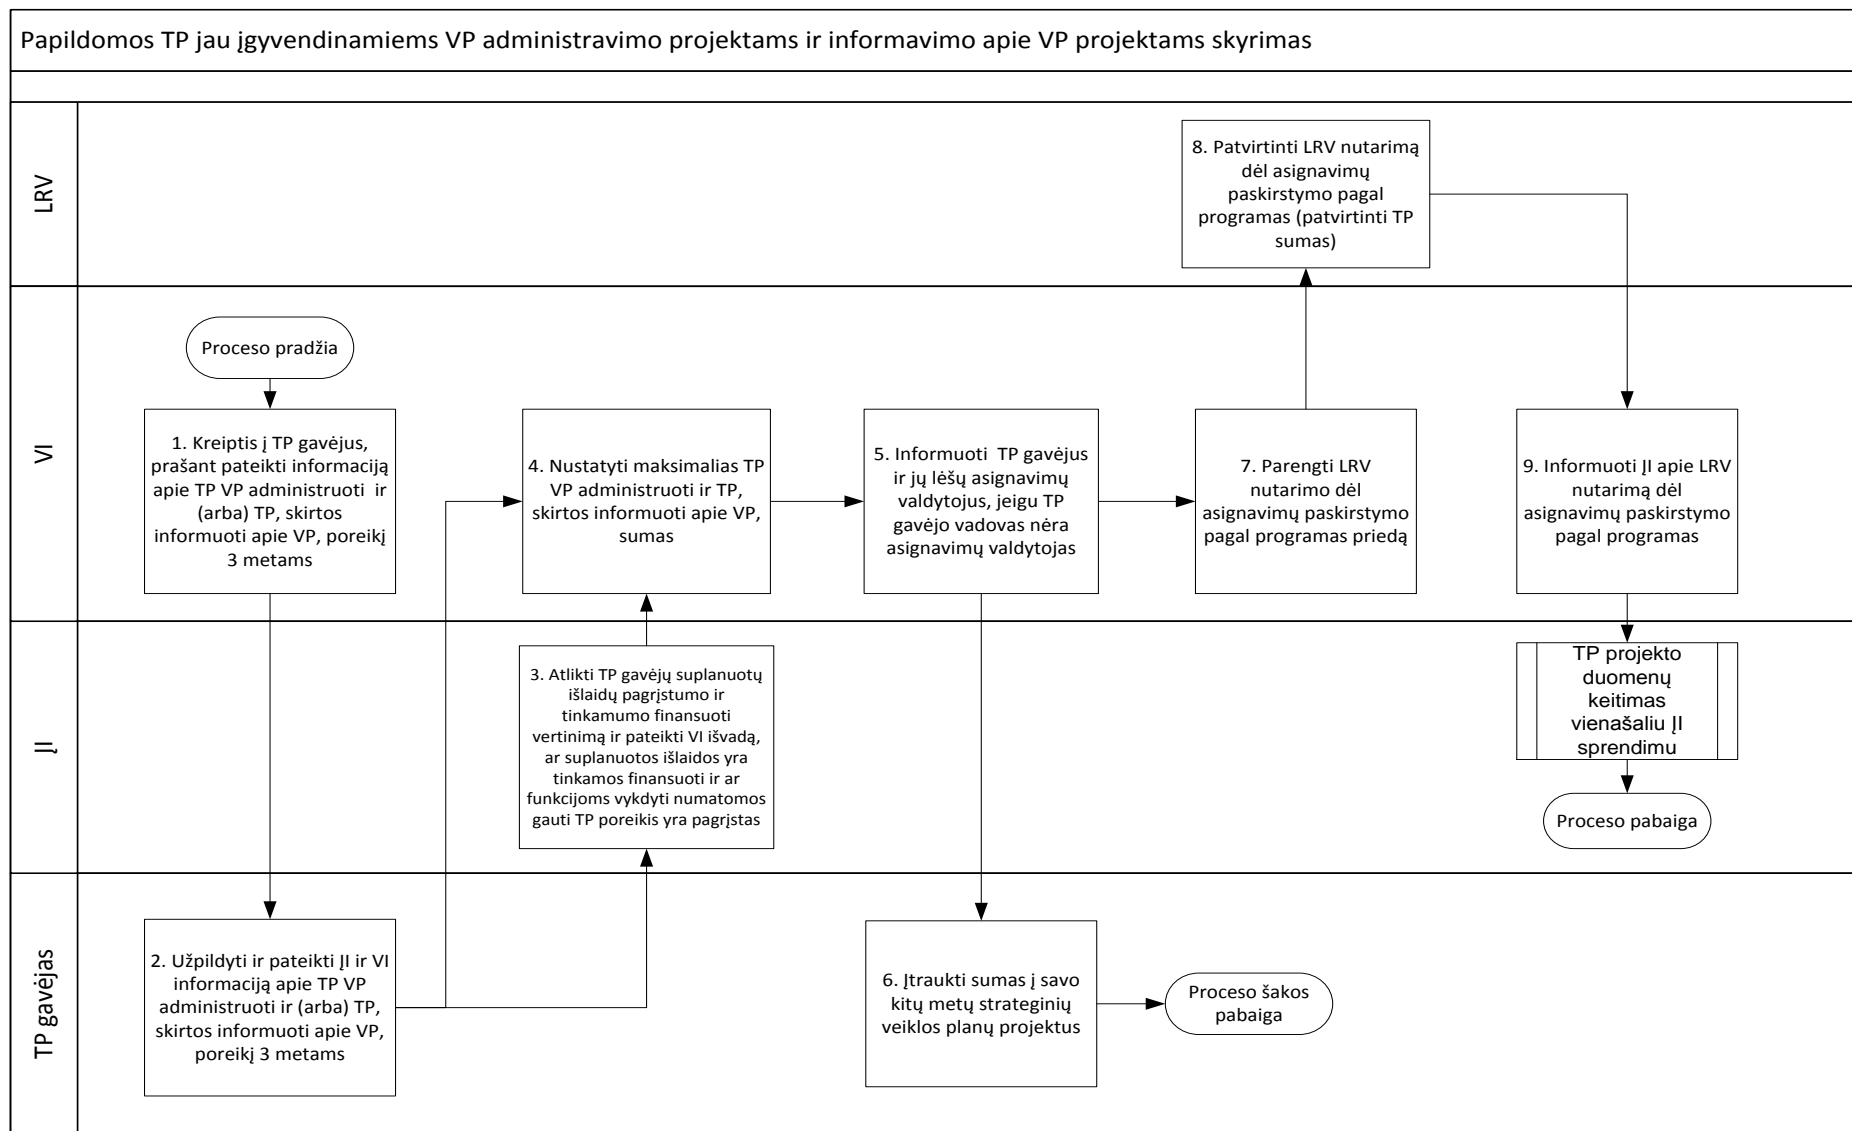 Papildomos TP jau įgyvendinamiems VP administravimo projektams ir informavimo apie VP projektams skyrimas
LRV
8. Patvirtinti LRV nutarimą
dėl asignavimų
paskirstymo pagal
programas (patvirtinti TP
sumas)
VI
Proceso pradžia
1. Kreiptis į TP gavėjus,
prašant pateikti informaciją
apie TP VP administruoti ir
(arba) TP, skirtos
informuoti apie VP, poreikį
3 metams
4. Nustatyti maksimalias TP
VP administruoti ir TP,
skirtos informuoti apie VP,
sumas
5. Informuoti TP gavėjus
ir jų lėšų asignavimų
valdytojus, jeigu TP
gavėjo vadovas nėra
asignavimų valdytojas
7. Parengti LRV
nutarimo dėl
asignavimų paskirstymo
pagal programas priedą
9. Informuoti ĮI apie LRV
nutarimą dėl
asignavimų paskirstymo
pagal programas
ĮI
3. Atlikti TP gavėjų suplanuotų
išlaidų pagrįstumo ir
tinkamumo finansuoti
vertinimą ir pateikti VI išvadą,
ar suplanuotos išlaidos yra
tinkamos finansuoti ir ar
funkcijoms vykdyti numatomos
gauti TP poreikis yra pagrįstas
TP projekto
duomenų
keitimas
vienašaliu ĮI
sprendimu
Proceso pabaiga
TP gavėjas
2. Užpildyti ir pateikti ĮI ir VI
informaciją apie TP VP
administruoti ir (arba) TP,
skirtos informuoti apie VP,
poreikį 3 metams
6. Įtraukti sumas į savo
kitų metų strateginių
veiklos planų projektus
Proceso šakos
pabaiga